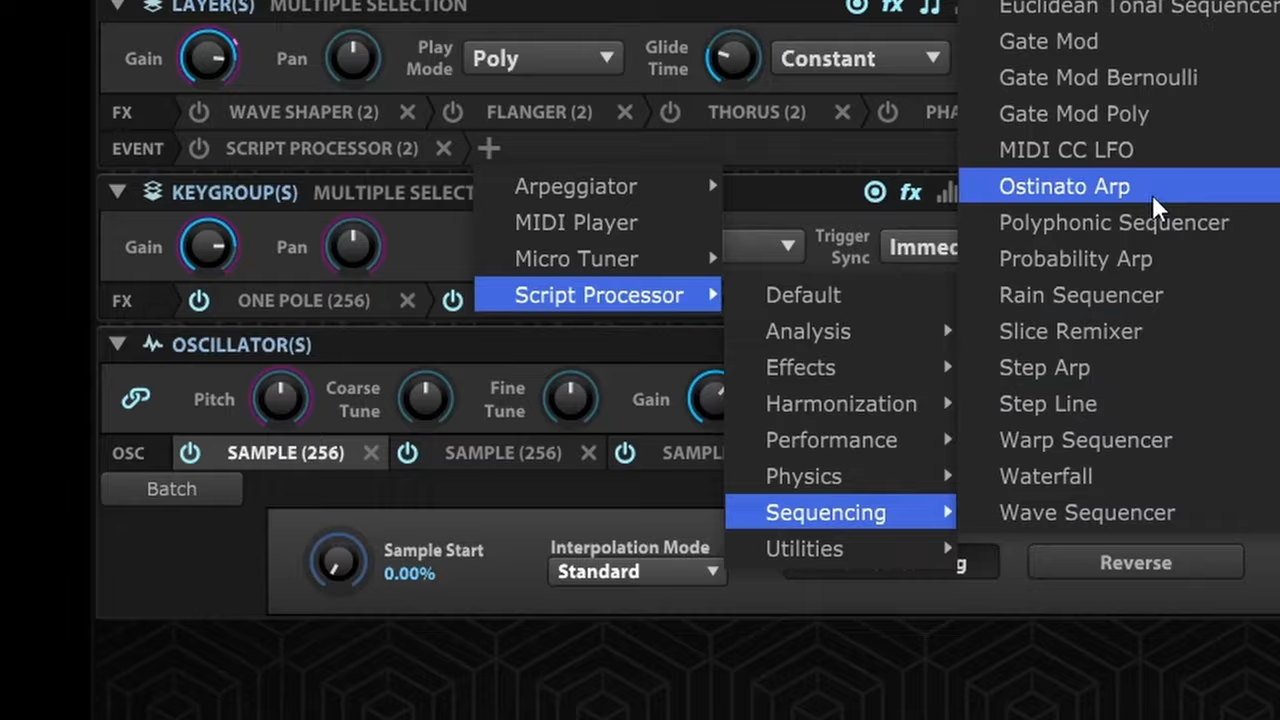 LAYER(S) MULTIPLE SELECTION fx
Euclidean Tonal Sequencer
Gain Pan Play Mode Poly Glide Time Constant
Gate Mod
Gate Mod Bernoulli
FX WAVE SHAPER (2) FLANGER (2) THORUS (2) PHA
Gate Mod Poly
EVENT SCRIPT PROCESSOR (2)
MIDI CC LFO
KEYGROUP(S) MULTIPLE SELECT fx
Arpeggiator
MIDI Player
Micro Tuner
Script Processor
Ostinato Arp
Polyphonic Sequencer
Probability Arp
Rain Sequencer
Slice Remixer
Step Arp
Step Line
Warp Sequencer
Waterfall
Wave Sequencer
Gain Pan Trigger Sync Immed
FX ONE POLE (256)
Default
Analysis
Effects
Harmonization
Performance
Physics
Sequencing
Utilities
OSCILLATOR(S)
Pitch Coarse Tune Fine Tune Gain
OSC SAMPLE (256) SAMPLE (256) SAMPL
Batch
Sample Start
0.00%
Interpolation Mode
Standard
g
Reverse